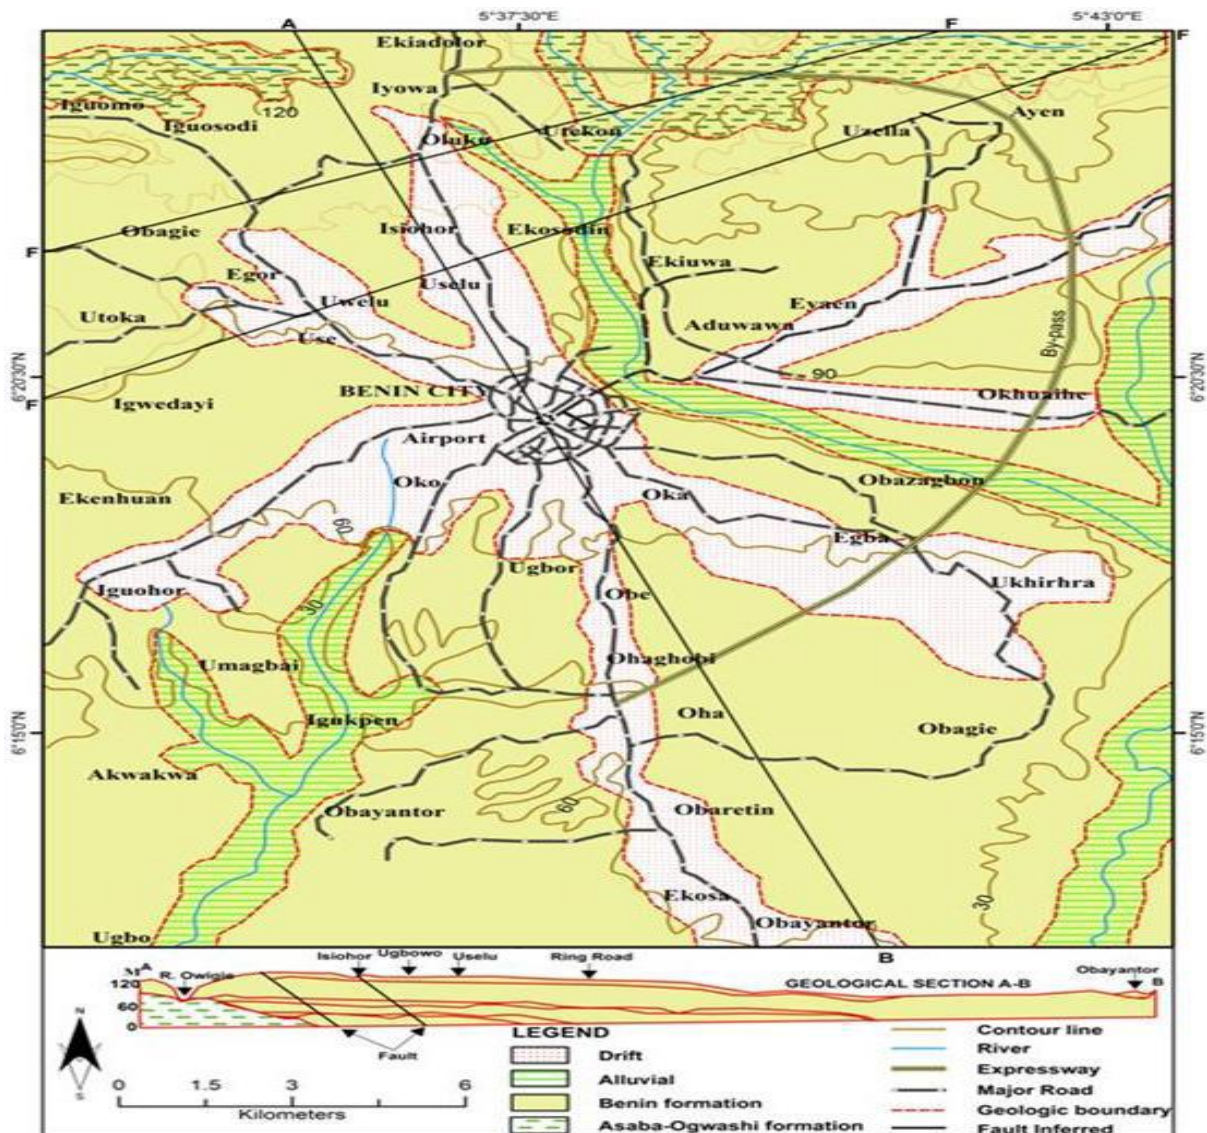 A
5°37'30"E
F
5°43'0"E
F
Ekiadolor
Iyowa
Iguomo
120
Iguosodi
Oluku
Utekon
Uzella
Ayen
Obagie
Isiohor
Ekosodin
F
Egor
Ekiuwa
Uwelu
Uselu
Eyaen
Utoka
Use
Aduwawa
By-pass
6°20'30"N
90
6°20'30"N
F
Igwedayi
BENIN CITY
Okhuaihe
Airport
Ekenhuan
Oko
Oka
Obazagbon
60
Egba
Iguohor
Ugbor
Obe
Ukhirhra
30
Umagbai
Ohaghobi
Igukpen
Oha
Obagie
6°15'0"N
6°15'0"N
Akwakwa
Obayantor
60
Obaretin
Ekosa
30
Obayantor
Ugbo
B
M
A
R. Owigie
Isiohor
Ugbowo
Uselu
Ring Road
GEOLOGICAL SECTION A-B
Obayantor
B
120
60
0
Fault
N
S
0 1.5 3 6
Kilometers
LEGEND
Drift
Alluvial
Benin formation
Asaba-Ogwashi formation
Contour line
River
Expressway
Major Road
Geologic boundary
Fault Inferred